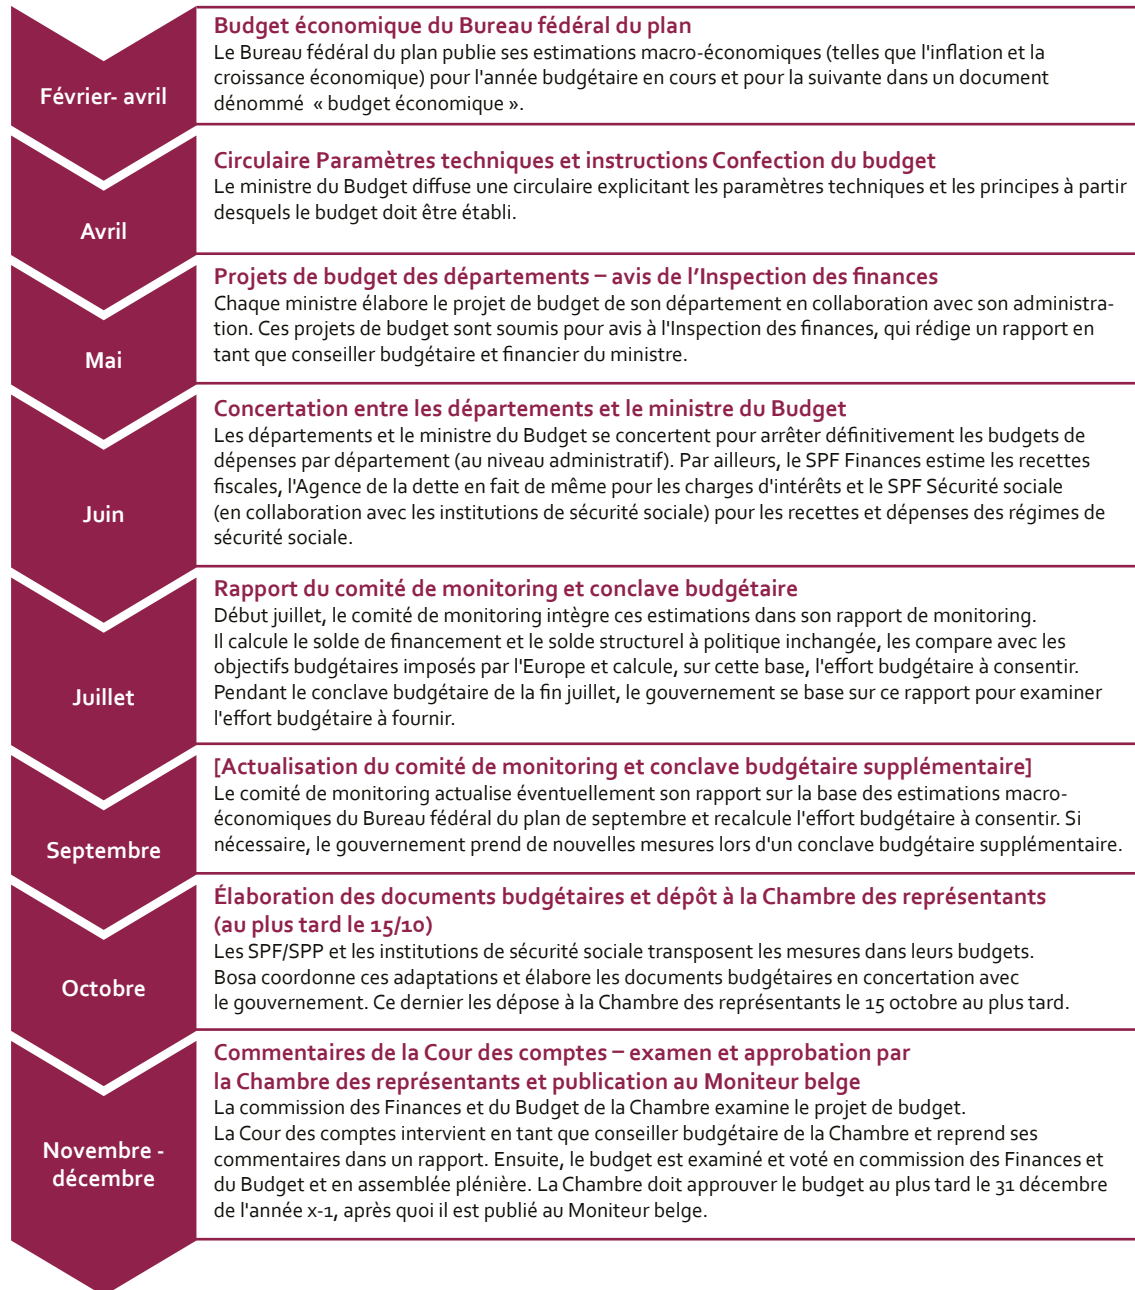 Budget économique du Bureau fédéral du plan
Le Bureau fédéral du plan publie ses estimations macro-économiques (telles que l'inflation et la
croissance économique) pour l'année budgétaire en cours et pour la suivante dans un document
dénommé « budget économique ».
Février- avril
Circulaire Paramètres techniques et instructions Confection du budget
Le ministre du Budget diffuse une circulaire explicitant les paramètres techniques et les principes à partir
desquels le budget doit être établi.
Avril
Projets de budget des départements – avis de l’Inspection des finances
Chaque ministre élabore le projet de budget de son département en collaboration avec son administra-
tion. Ces projets de budget sont soumis pour avis à l'Inspection des finances, qui rédige un rapport en
tant que conseiller budgétaire et financier du ministre.
Mai
Concertation entre les départements et le ministre du Budget
Les départements et le ministre du Budget se concertent pour arrêter définitivement les budgets de
dépenses par département (au niveau administratif). Par ailleurs, le SPF Finances estime les recettes
fiscales, l'Agence de la dette en fait de même pour les charges d'intérêts et le SPF Sécurité sociale
(en collaboration avec les institutions de sécurité sociale) pour les recettes et dépenses des régimes de
sécurité sociale.
Juin
Rapport du comité de monitoring et conclave budgétaire
Début juillet, le comité de monitoring intègre ces estimations dans son rapport de monitoring.
Il calcule le solde de financement et le solde structurel à politique inchangée, les compare avec les
objectifs budgétaires imposés par l'Europe et calcule, sur cette base, l'effort budgétaire à consentir.
Pendant le conclave budgétaire de la fin juillet, le gouvernement se base sur ce rapport pour examiner
l'effort budgétaire à fournir.
Juillet
[Actualisation du comité de monitoring et conclave budgétaire supplémentaire]
Le comité de monitoring actualise éventuellement son rapport sur la base des estimations macro-
économiques du Bureau fédéral du plan de septembre et recalcule l'effort budgétaire à consentir. Si
nécessaire, le gouvernement prend de nouvelles mesures lors d'un conclave budgétaire supplémentaire.
Septembre
Élaboration des documents budgétaires et dépôt à la Chambre des représentants
(au plus tard le 15/10)
Les SPF/SPP et les institutions de sécurité sociale transposent les mesures dans leurs budgets.
Bosa coordonne ces adaptations et élabore les documents budgétaires en concertation avec
le gouvernement. Ce dernier les dépose à la Chambre des représentants le 15 octobre au plus tard.
Octobre
Commentaires de la Cour des comptes – examen et approbation par
la Chambre des représentants et publication au Moniteur belge
La commission des Finances et du Budget de la Chambre examine le projet de budget.
La Cour des comptes intervient en tant que conseiller budgétaire de la Chambre et reprend ses
commentaires dans un rapport. Ensuite, le budget est examiné et voté en commission des Finances et
du Budget et en assemblée plénière. La Chambre doit approuver le budget au plus tard le 31 décembre
de l'année x-1, après quoi il est publié au Moniteur belge.
Novembre -
décembre